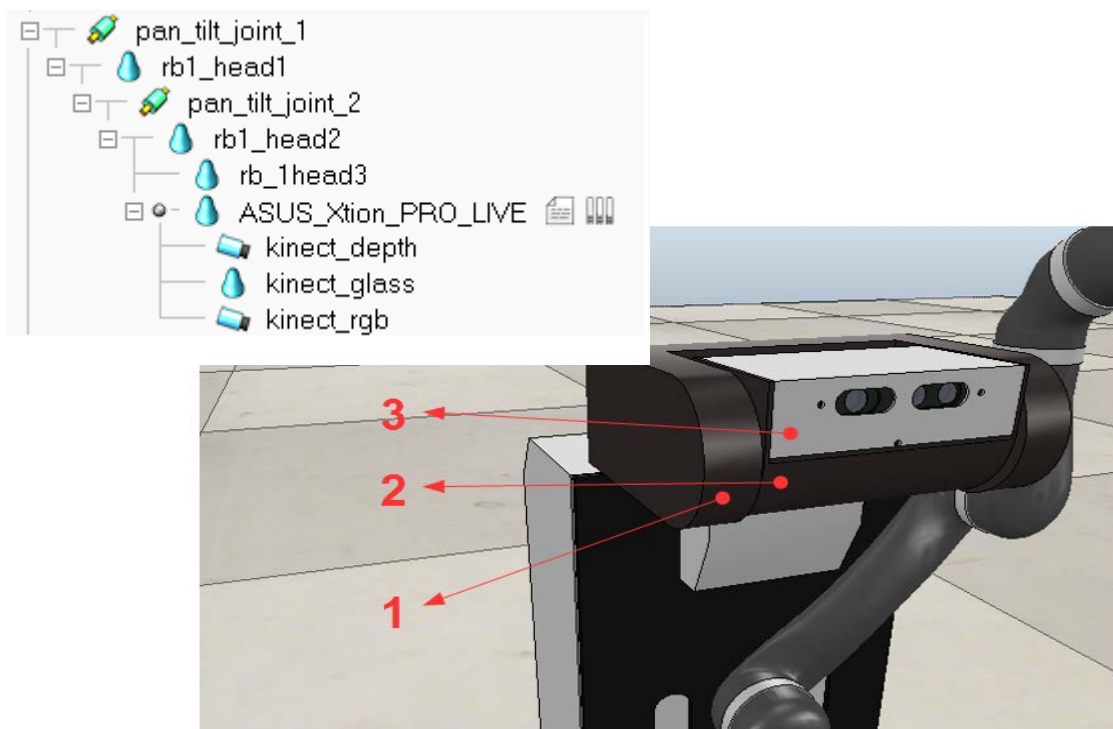 pan_tilt_joint_1
rb1_head1
pan_tilt_joint_2
rb1_head2
rb_1head3
ASUS_Xtion_PRO_LIVE
kinect_depth
kinect_glass
kinect_rgb
3
2
1